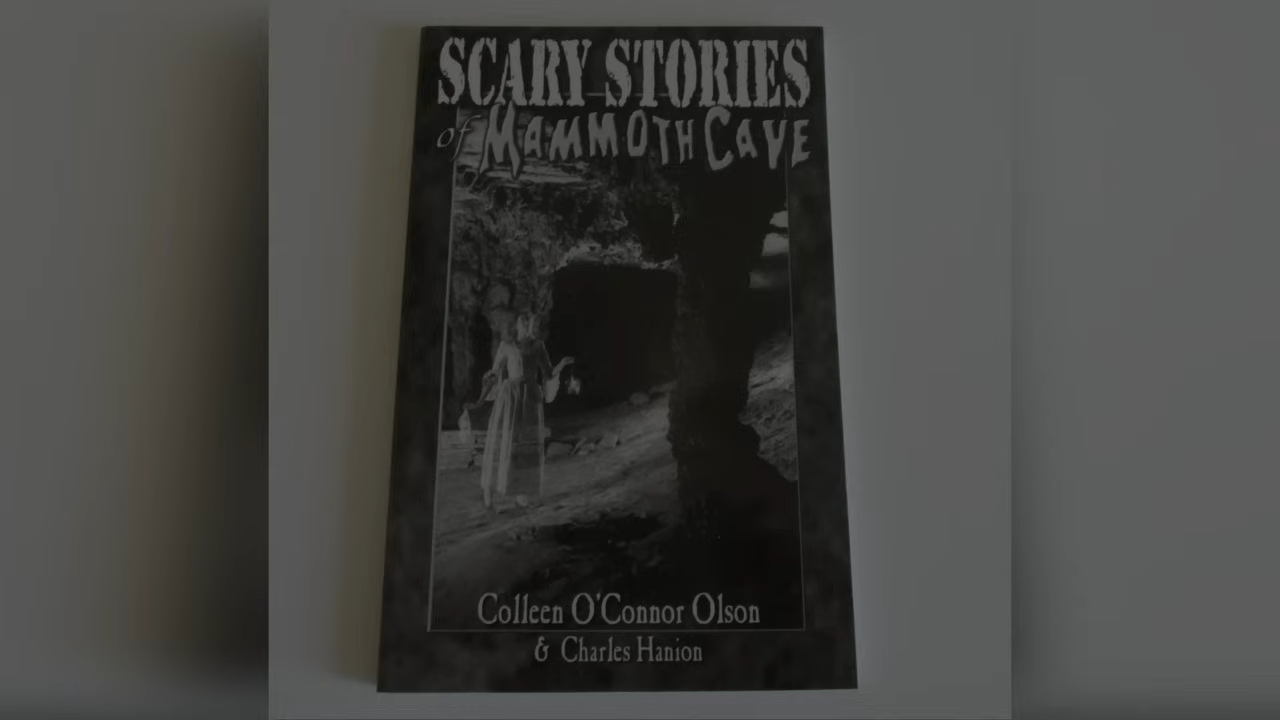 SCARY STORIES
of MAMMOTH CAVE
Colleen O'Connor Olson
& Charles Hanion